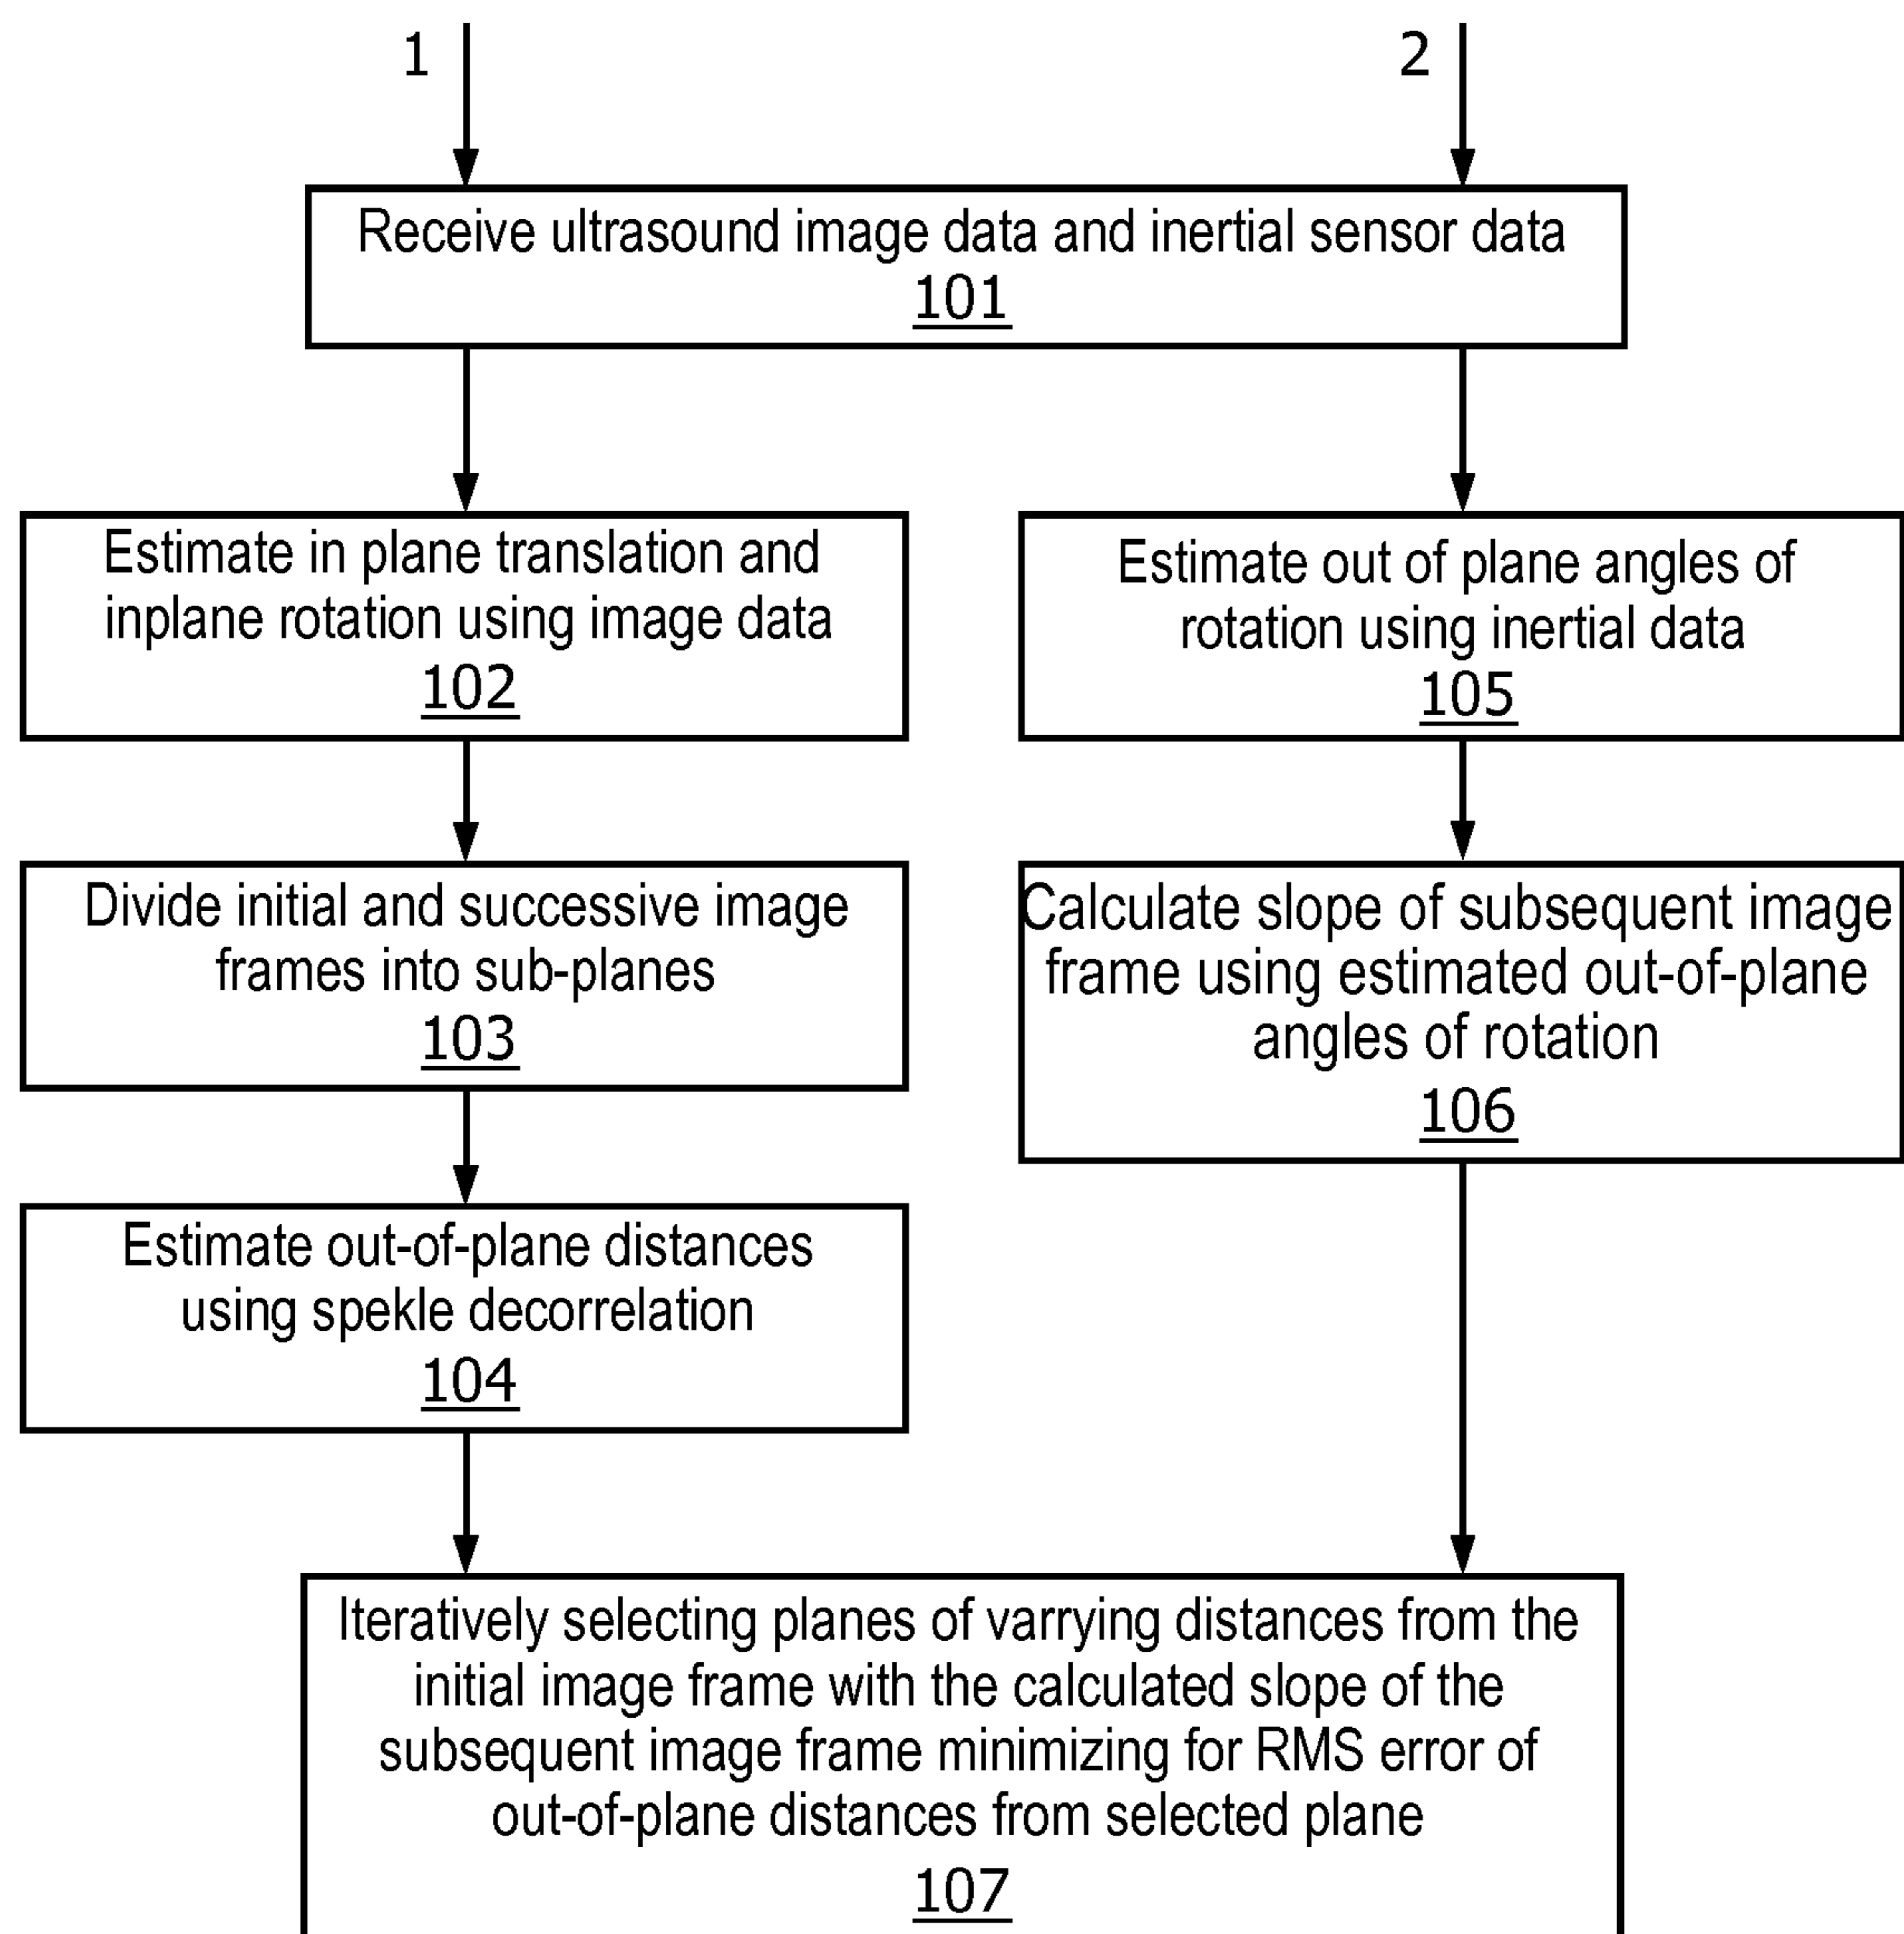 1
2
Receive ultrasound image data and inertial sensor data
101
Estimate in plane translation and
inplane rotation using image data
102
Estimate out of plane angles of
rotation using inertial data
105
Divide initial and successive image
frames into sub-planes
103
Calculate slope of subsequent image
frame using estimated out-of-plane
angles of rotation
106
Estimate out-of-plane distances
using spekle decorrelation
104
Iteratively selecting planes of varrying distances from the
initial image frame with the calculated slope of the
subsequent image frame minimizing for RMS error of
out-of-plane distances from selected plane
107